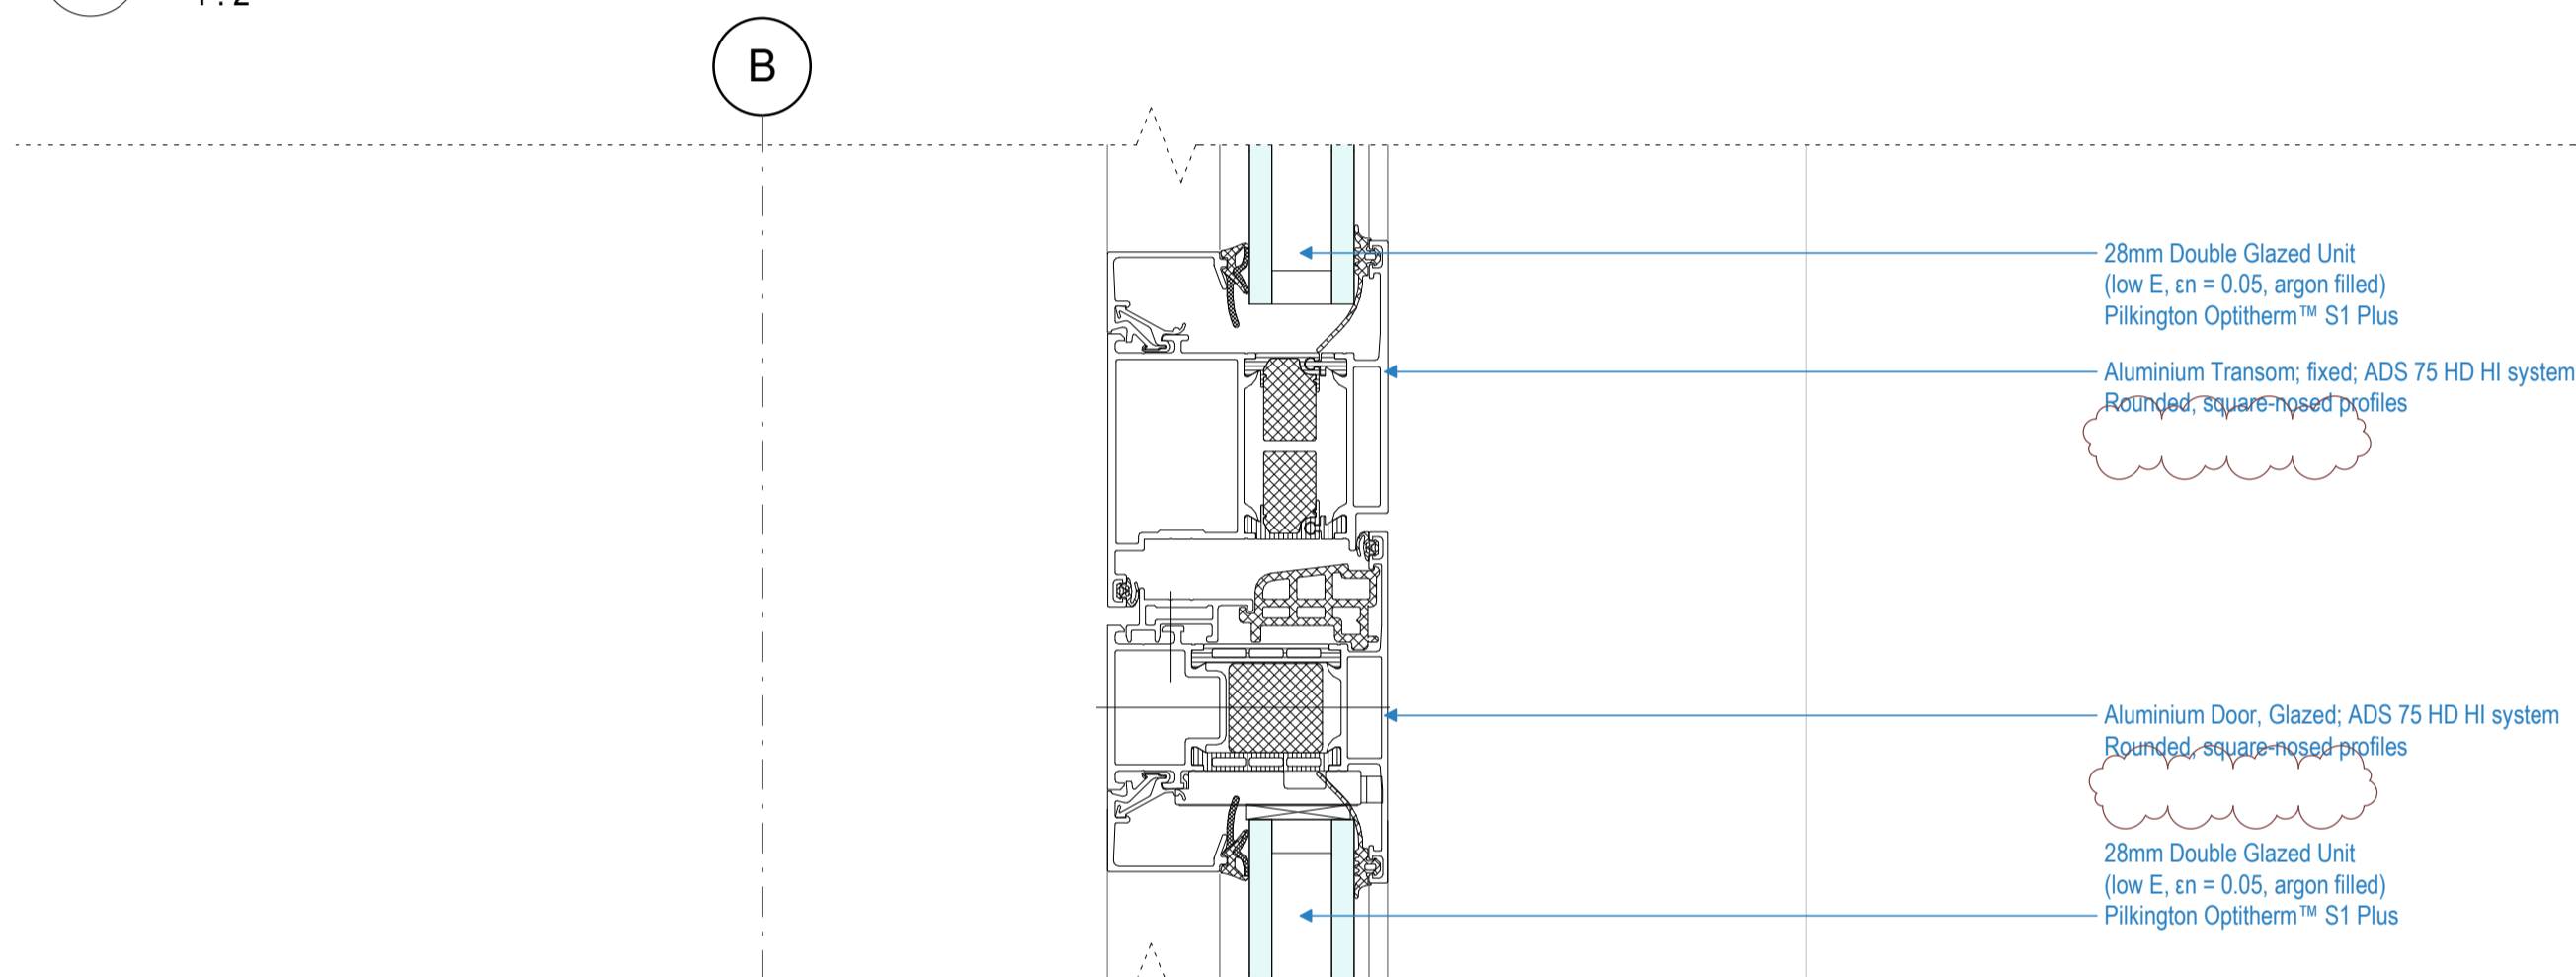 1 : 2
B
28mm Double Glazed Unit
(low E, εn = 0.05, argon filled)
Pilkington Optitherm™ S1 Plus
Aluminium Transom; fixed; ADS 75 HD HI system
Rounded, square-nosed profiles
Aluminium Door, Glazed; ADS 75 HD HI system
Rounded, square-nosed profiles
28mm Double Glazed Unit
(low E, εn = 0.05, argon filled)
Pilkington Optitherm™ S1 Plus